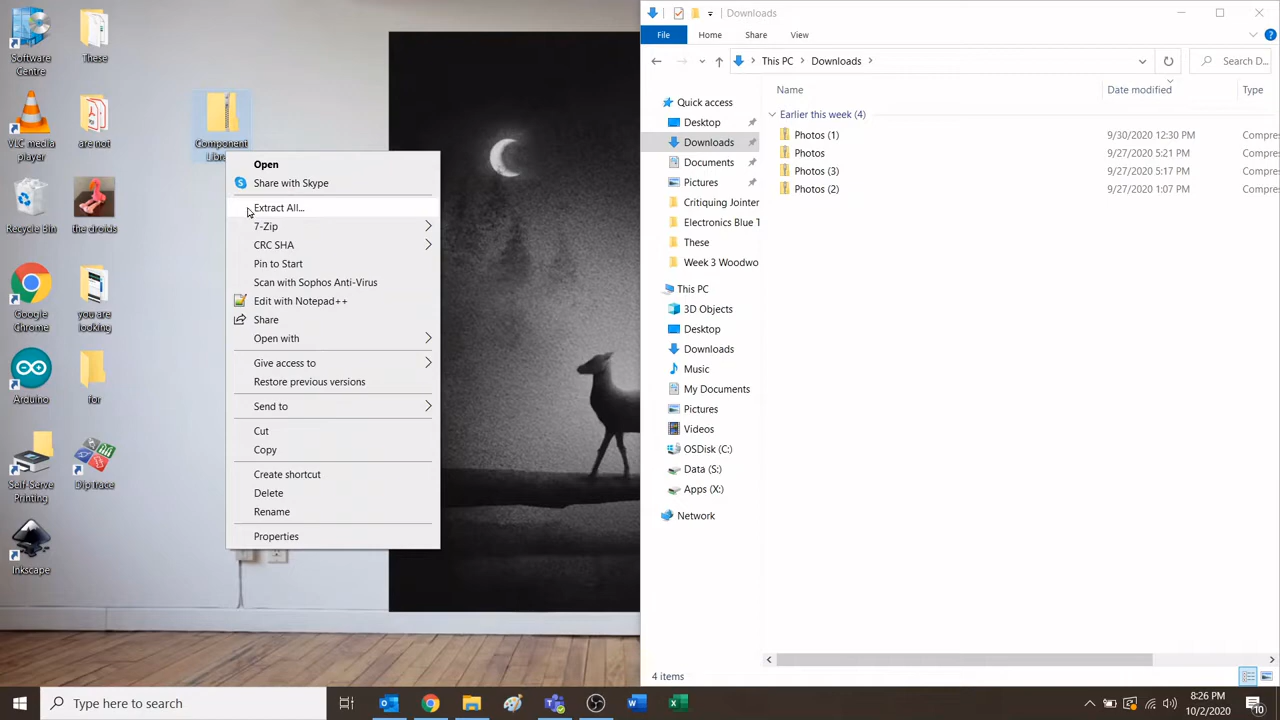 Software
Centre
These
VLC media
player
are not
Component
Recycle Bin
the droids
Google
Chrome
you are
looking
Arduino
for
Self Serve
Printing
DipTrace
Inkscape
Open
Share with Skype
Extract All...
7-Zip
CRC SHA
Pin to Start
Scan with Sophos Anti-Virus
Edit with Notepad++
Share
Open with
Give access to
Restore previous versions
Send to
Cut
Copy
Create shortcut
Delete
Rename
Properties
Downloads
File Home Share View
This PC Downloads
Search D...
Name Date modified Type
Quick access
Desktop
Downloads
Documents
Pictures
Critiquing Jointer
Electronics Blue T
These
Week 3 Woodwo
This PC
3D Objects
Desktop
Downloads
Music
My Documents
Pictures
Videos
OSDisk (C:)
Data (S:)
Apps (X:)
Network
Earlier this week (4)
Photos (1) 9/30/2020 12:30 PM Compre
Photos 9/27/2020 5:21 PM Compre
Photos (3) 9/27/2020 5:17 PM Compre
Photos (2) 9/27/2020 1:07 PM Compre
4 items
Type here to search
8:26 PM
10/2/2020